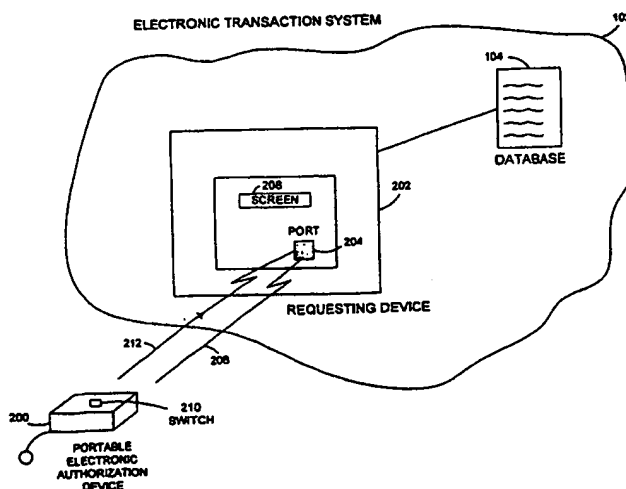 ELECTRONIC TRANSACTION SYSTEM
104
DATABASE
208
SCREEN
202
PORT
204
REQUESTING DEVICE
212
206
200
210
SWITCH
PORTABLE
ELECTRONIC
AUTHORIZATION
DEVICE